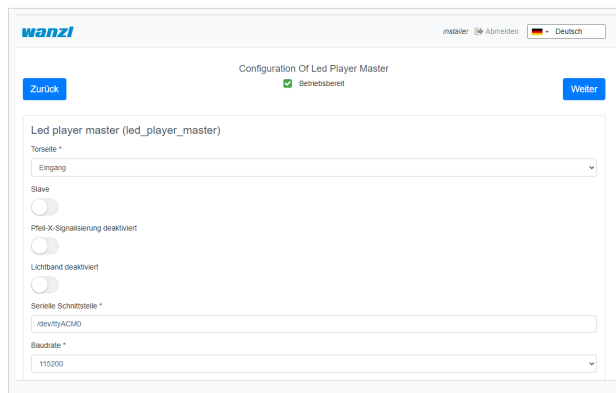 wanzl
installer Abmelden Deutsch
Configuration Of Led Player Master
Zurück Betriebsbereit Weiter
Led player master (led_player_master)
Torseite *
Eingang
Slave
Pfeil-X-Signalisierung deaktiviert
Lichtband deaktiviert
Serielle Schnittstelle *
/dev/ttyACM0
Baudrate *
115200